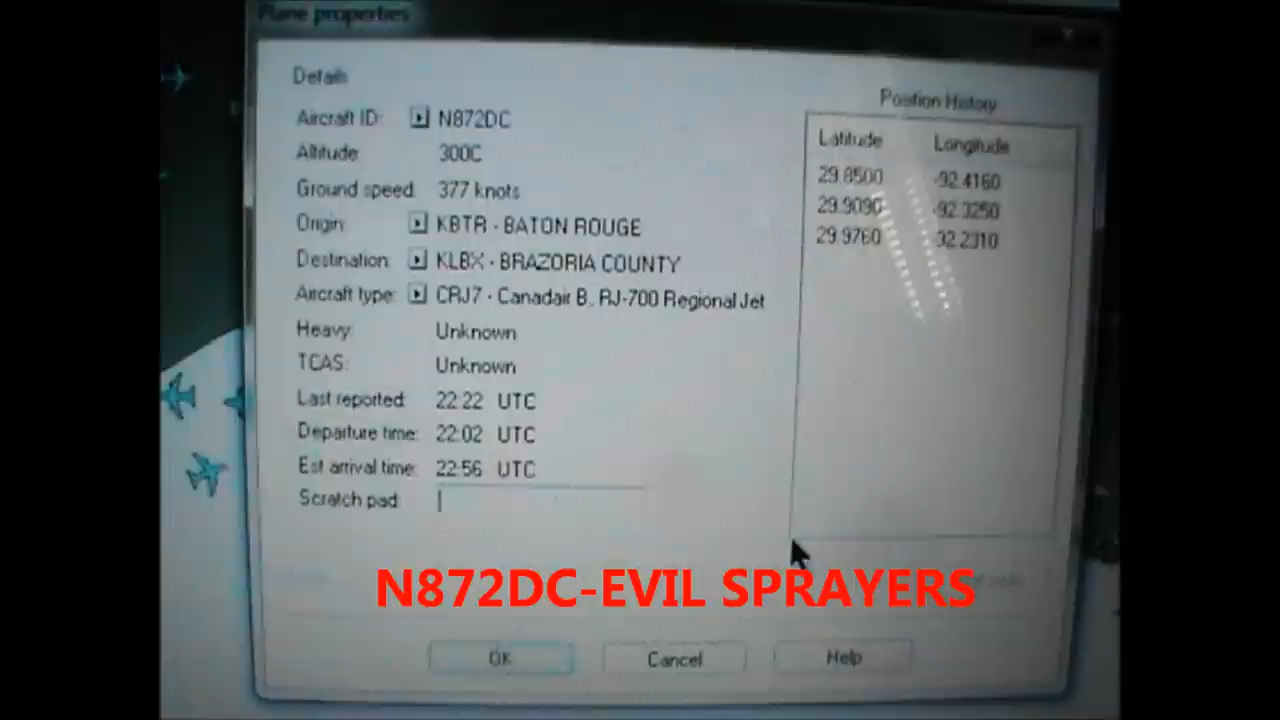 Plane properties
Details
Aircraft ID: N872DC
Altitude: 300C
Ground speed: 377 knots
Origin: KBTR - BATON ROUGE
Destination: KLBX - BRAZORIA COUNTY
Aircraft type: CRJ7 - Canadair B. RJ-700 Regional Jet
Heavy: Unknown
TCAS: Unknown
Last reported: 22:22 UTC
Departure time: 22:02 UTC
Est arrival time: 22:56 UTC
Scratch pad:
Position History
Latitude Longitude
29.8500 -92.4160
29.9090 -92.3250
29.9760 92.2310
N872DC-EVIL SPRAYERS
OK Cancel Help